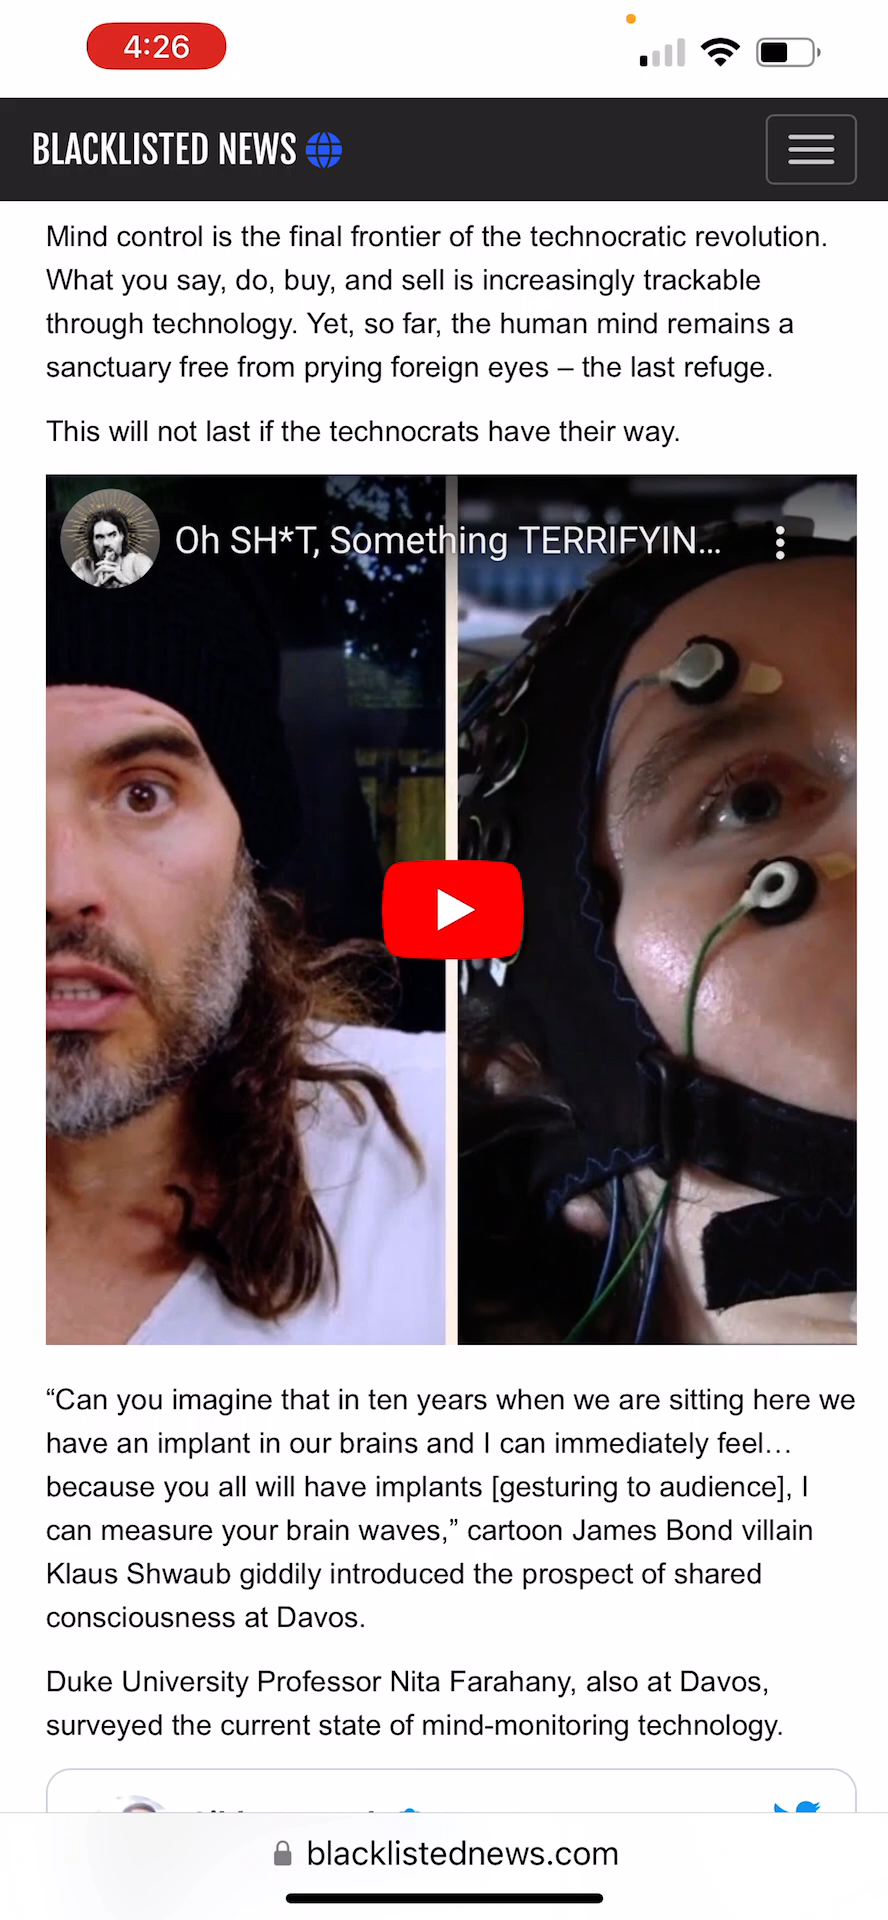 4:26
BLACKLISTED NEWS
Mind control is the final frontier of the technocratic revolution.
What you say, do, buy, and sell is increasingly trackable
through technology. Yet, so far, the human mind remains a
sanctuary free from prying foreign eyes – the last refuge.
This will not last if the technocrats have their way.
Oh SH*T, Something TERRIFYIN...
“Can you imagine that in ten years when we are sitting here we
have an implant in our brains and I can immediately feel…
because you all will have implants [gesturing to audience], I
can measure your brain waves,” cartoon James Bond villain
Klaus Shwaub giddily introduced the prospect of shared
consciousness at Davos.
Duke University Professor Nita Farahany, also at Davos,
surveyed the current state of mind-monitoring technology.
blacklistednews.com